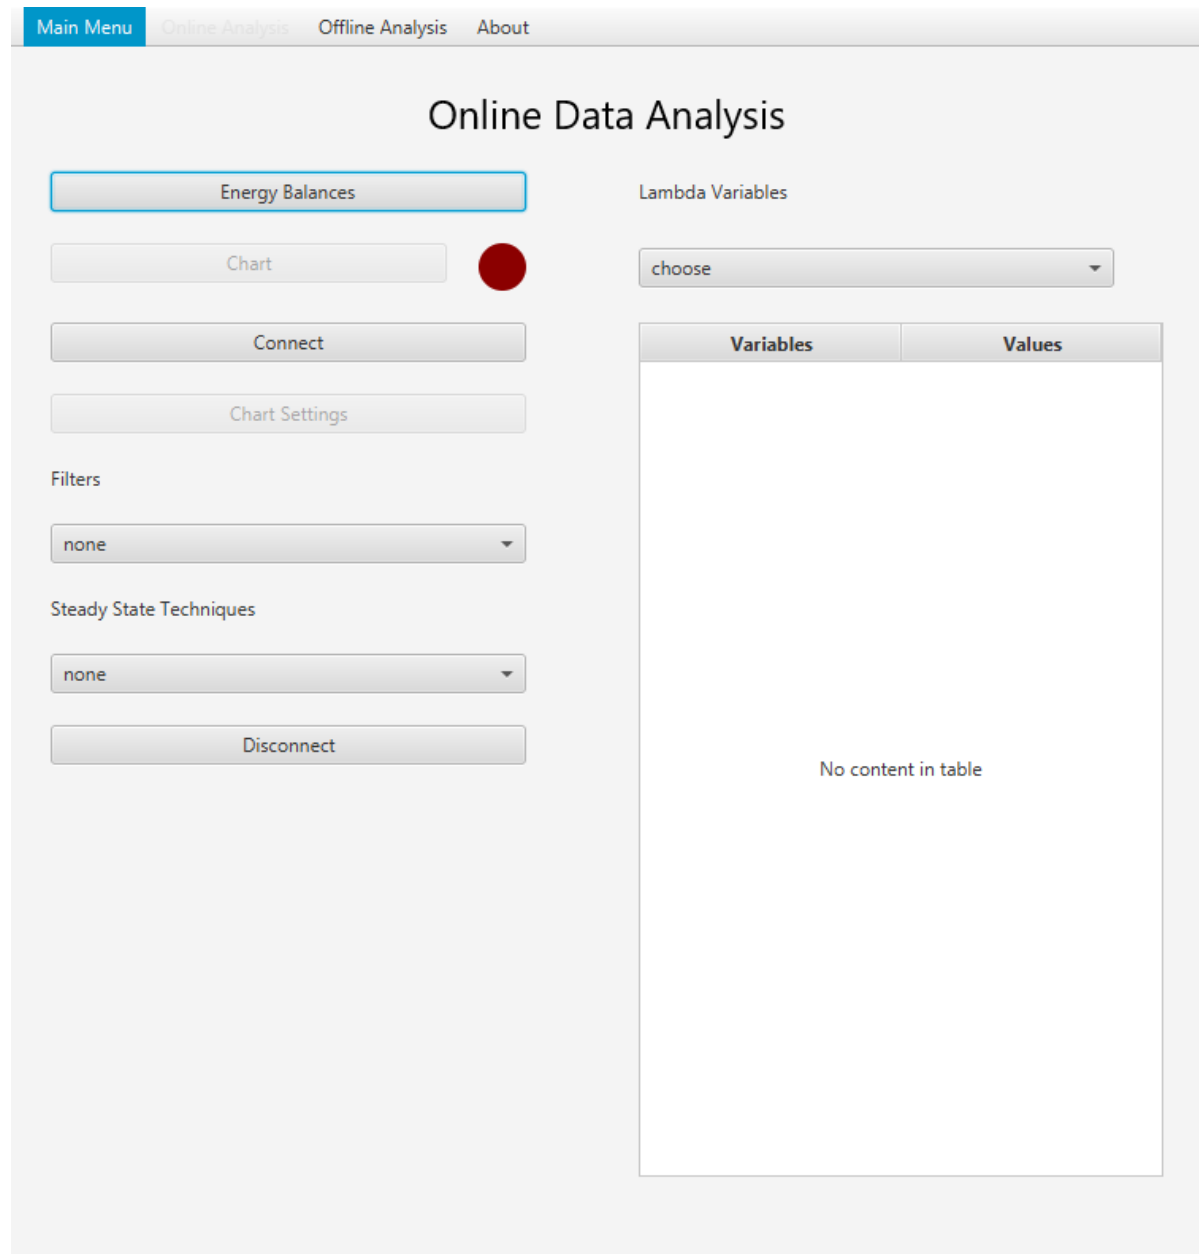 Main Menu Online Analysis Offline Analysis About
Online Data Analysis
Energy Balances
Chart
Connect
Chart Settings
Filters
none
Steady State Techniques
none
Disconnect
Lambda Variables
choose
Variables Values
No content in table